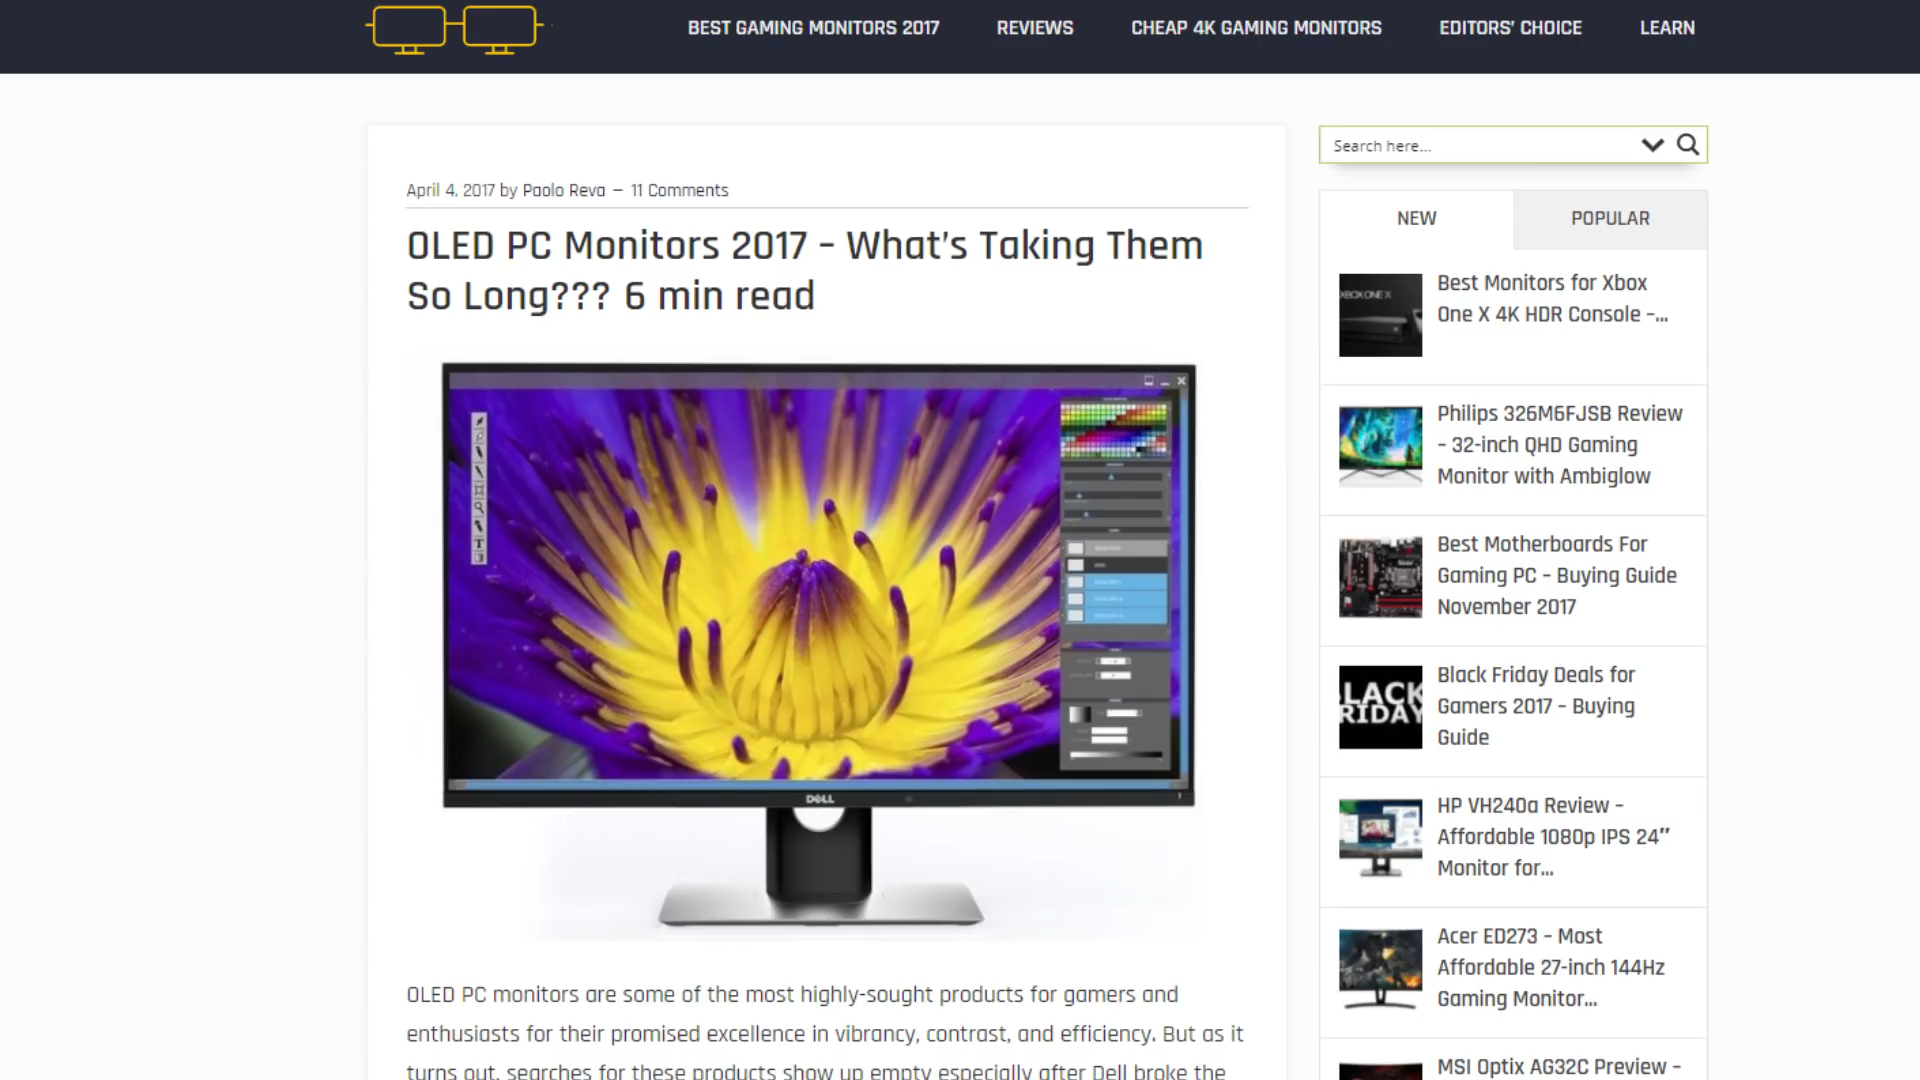 BEST GAMING MONITORS 2017 REVIEWS CHEAP 4K GAMING MONITORS EDITORS’ CHOICE LEARN
Search here...
April 4, 2017 by Paolo Reva — 11 Comments
OLED PC Monitors 2017 – What’s Taking Them
So Long??? 6 min read
DELL
OLED PC monitors are some of the most highly-sought products for gamers and
enthusiasts for their promised excellence in vibrancy, contrast, and efficiency. But as it
turns out, searches for these products show up empty especially after Dell broke the
NEW POPULAR
XBOX ONE X
Best Monitors for Xbox
One X 4K HDR Console –...
Philips 326M6FJSB Review
– 32-inch QHD Gaming
Monitor with Ambiglow
Best Motherboards For
Gaming PC – Buying Guide
November 2017
LACK
RIDAY
Black Friday Deals for
Gamers 2017 – Buying
Guide
HP VH240a Review –
Affordable 1080p IPS 24″
Monitor for...
Acer ED273 – Most
Affordable 27-inch 144Hz
Gaming Monitor...
MSI Optix AG32C Preview –